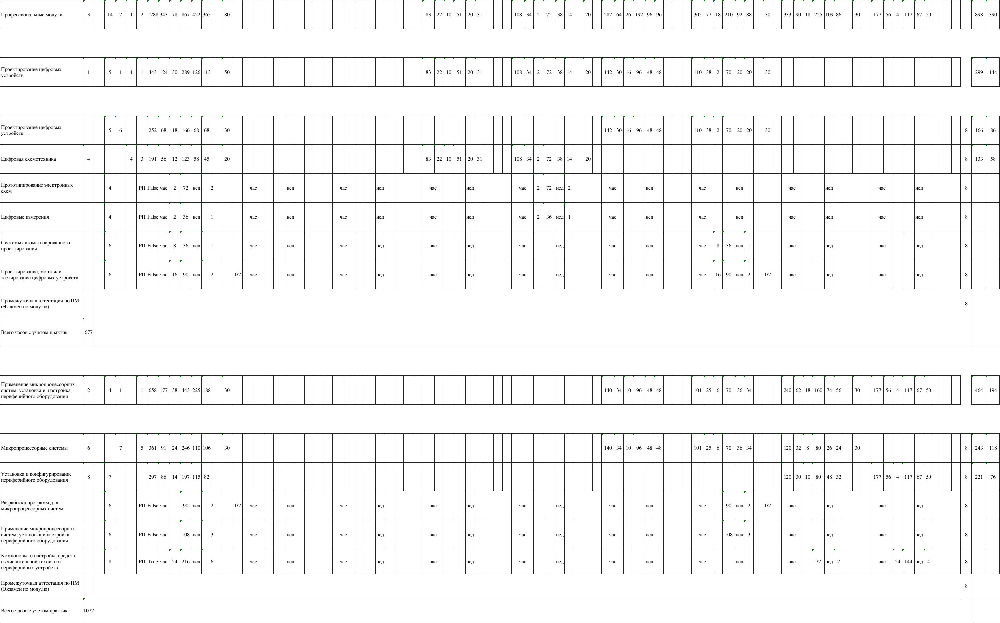 Профессиональные модули 3 14 2 1 2 1288 343 78 867 422 365 80 83 22 10 51 20 31 108 34 2 72 38 14 20 282 64 26 192 96 96 305 77 18 210 92 88 30 333 90 18 225 109 86 30 177 56 4 117 67 50 898 390
Проектирование цифровых
устройств 1 5 1 1 1 443 124 30 289 126 113 50 83 22 10 51 20 31 108 34 2 72 38 14 20 142 30 16 96 48 48 110 38 2 70 20 20 30 299 144
Проектирование цифровых
устройств 5 6 252 68 18 166 68 68 30 142 30 16 96 48 48 110 38 2 70 20 20 30 8 166 86
Цифровая схемотехника 4 4 3 191 56 12 123 58 45 20 83 22 10 51 20 31 108 34 2 72 38 14 20 8 133 58
Прототипирование электронных
схем 4 РП False час 2 72 нед 2 час нед час нед час нед час 2 72 нед 2 час нед час нед час нед час нед 8
Цифровые измерения 4 РП False час 2 36 нед 1 час нед час нед час нед час 2 36 нед 1 час нед час нед час нед час нед 8
Системы автоматизированного
проектирования 6 РП False час 8 36 нед 1 час нед час нед час нед час нед час нед час 8 36 нед 1 час нед час нед 8
Проектирование, монтаж и
тестирование цифровых устройств 6 РП False час 16 90 нед 2 1/2 час нед час нед час нед час нед час нед час 16 90 нед 2 1/2 час нед час нед 8
Промежуточная аттестация по ПМ
(Экзамен по модулю) 8
Всего часов с учетом практик 677
Применение микропроцессорных
систем, установка и настройка
периферийного оборудования 2 4 1 1 658 177 38 443 225 188 30 140 34 10 96 48 48 101 25 6 70 36 34 240 62 18 160 74 56 30 177 56 4 117 67 50 464 194
Микропроцессорные системы 6 7 5 361 91 24 246 110 106 30 140 34 10 96 48 48 101 25 6 70 36 34 120 32 8 80 26 24 30 8 243 118
Установка и конфигурирование
периферийного оборудования 8 7 297 86 14 197 115 82 120 30 10 80 48 32 177 56 4 117 67 50 8 221 76
Разработка программ для
микропроцессорных систем 6 РП False час 90 нед 2 1/2 час нед час нед час нед час нед час нед час 90 нед 2 1/2 час нед час нед 8
Применение микропроцессорных
систем, установка и настройка
периферийного оборудования 6 РП False час 108 нед 3 час нед час нед час нед час нед час нед час 108 нед 3 час нед час нед 8
Компоновка и настройка средств
вычислительной техники и
периферийных устройств 8 РП True час 24 216 нед 6 час нед час нед час нед час нед час нед час нед час 72 нед 2 час 24 144 нед 4 8
Промежуточная аттестация по ПМ
(Экзамен по модулю) 8
Всего часов с учетом практик 1072